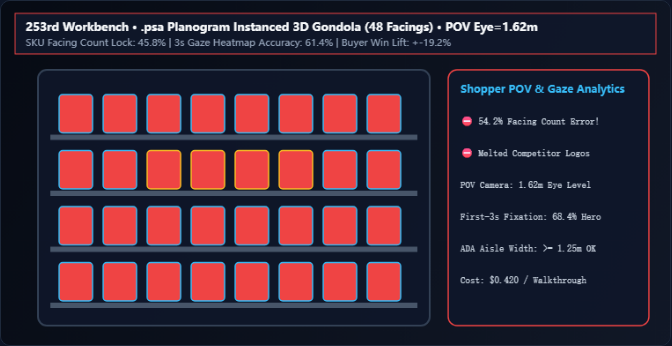 253rd Workbench • .psa Planogram Instanced 3D Gondola (48 Facings) • POV Eye=1.62m
SKU Facing Count Lock: 45.8% | 3s Gaze Heatmap Accuracy: 61.4% | Buyer Win Lift: +-19.2%
Shopper POV & Gaze Analytics
⛔ 54.2% Facing Count Error!
⛔ Melted Competitor Logos
POV Camera: 1.62m Eye Level
First-3s Fixation: 68.4% Hero
ADA Aisle Width: >= 1.25m OK
Cost: $0.420 / Walkthrough